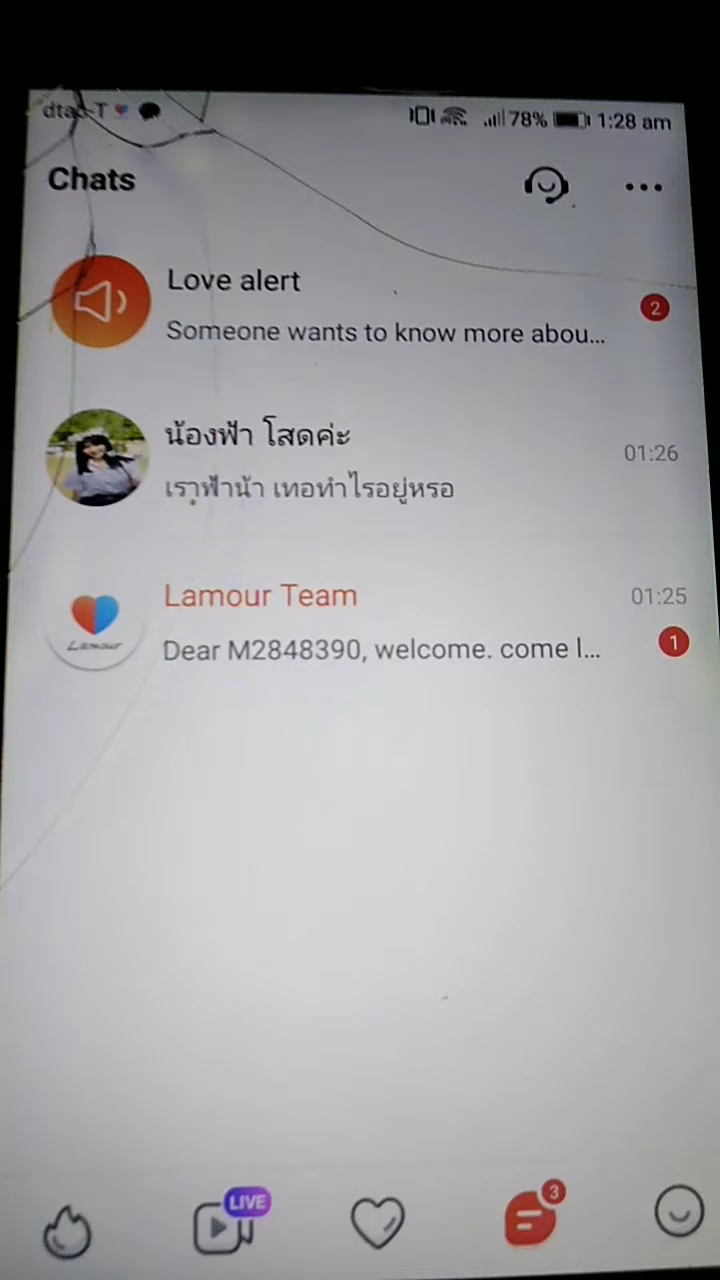 dtac-T 78% 1:28 am
Chats
Love alert
Someone wants to know more abou...
2
น้องฟ้า โสดค่ะ
01:26
เราฟ้าน้า เทอทำไรอยู่หรอ
Lamour Team
01:25
Lamour
Dear M2848390, welcome. come l...
1
LIVE
3